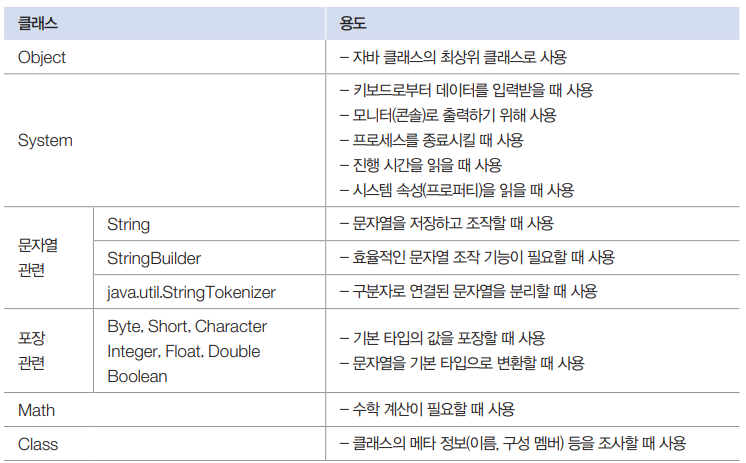 클래스
용도
Object
– 자바 클래스의 최상위 클래스로 사용
System
– 키보드로부터 데이터를 입력받을 때 사용
– 모니터(콘솔)로 출력하기 위해 사용
– 프로세스를 종료시킬 때 사용
– 진행 시간을 읽을 때 사용
– 시스템 속성(프로퍼티)을 읽을 때 사용
문자열
관련
String
– 문자열을 저장하고 조작할 때 사용
StringBuilder
– 효율적인 문자열 조작 기능이 필요할 때 사용
java.util.StringTokenizer
– 구분자로 연결된 문자열을 분리할 때 사용
포장
관련
Byte, Short, Character
Integer, Float, Double
Boolean
– 기본 타입의 값을 포장할 때 사용
– 문자열을 기본 타입으로 변환할 때 사용
Math
– 수학 계산이 필요할 때 사용
Class
– 클래스의 메타 정보(이름, 구성 멤버) 등을 조사할 때 사용